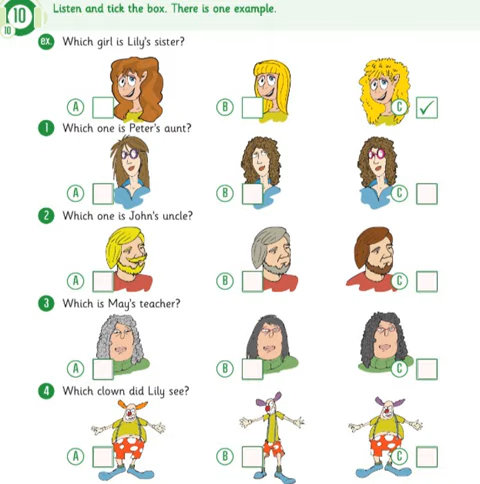 10 Listen and tick the box. There is one example.
10
ex. Which girl is Lily's sister?
A B C
1 Which one is Peter's aunt?
A B C
2 Which one is John's uncle?
A B C
3 Which is May's teacher?
A B C
4 Which clown did Lily see?
A B C